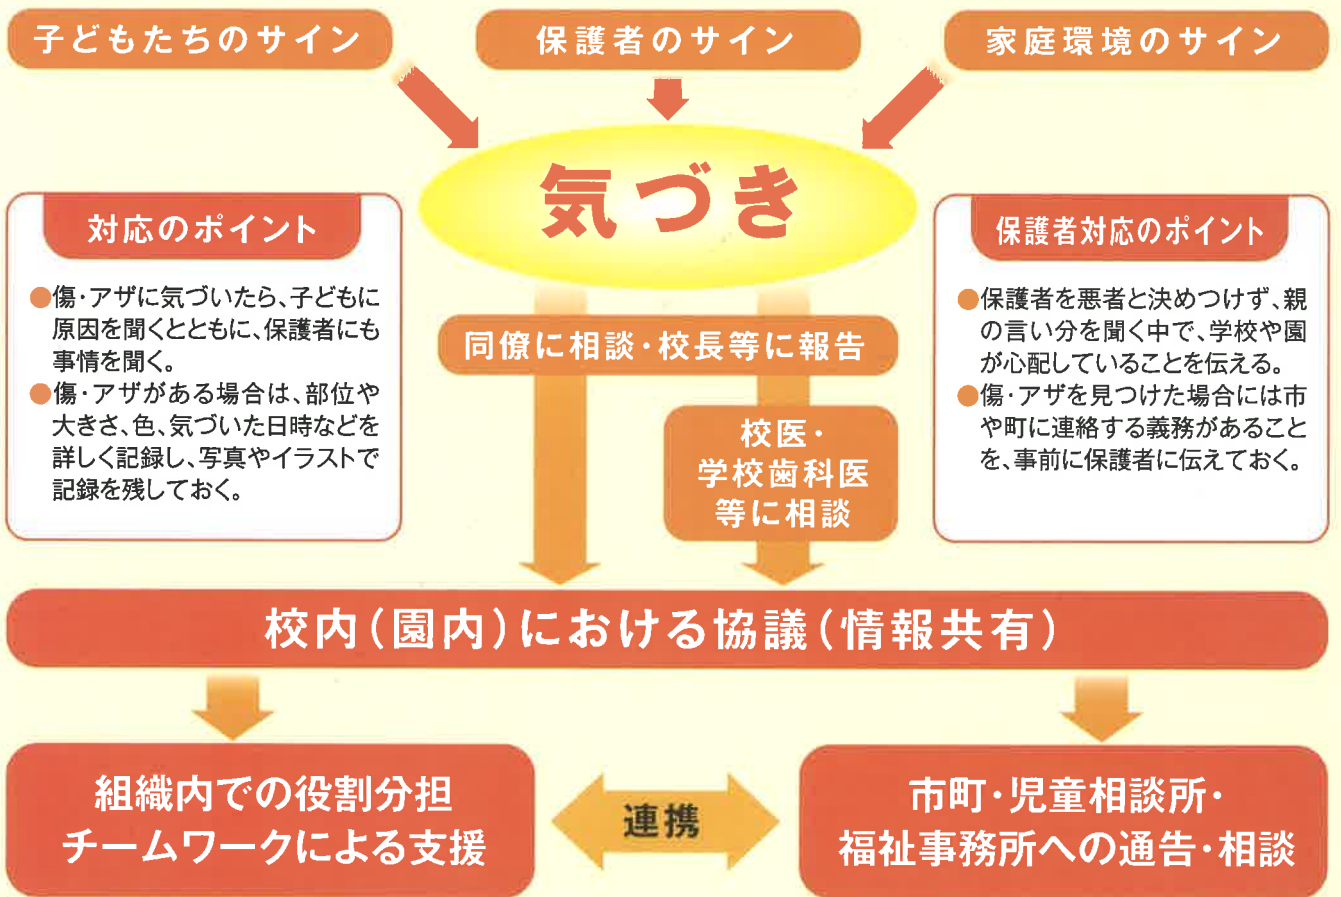 子どもたちのサイン
保護者のサイン
家庭環境のサイン
気づき
対応のポイント
●傷・アザに気づいたら、子どもに
原因を聞くとともに、保護者にも
事情を聞く。
●傷・アザがある場合は、部位や
大きさ、色、気づいた日時などを
詳しく記録し、写真やイラストで
記録を残しておく。
同僚に相談・校長等に報告
校医・
学校歯科医
等に相談
保護者対応のポイント
●保護者を悪者と決めつけず、親
の言い分を聞く中で、学校や園
が心配していることを伝える。
●傷・アザを見つけた場合には市
や町に連絡する義務があること
を、事前に保護者に伝えておく。
校内(園内)における協議(情報共有)
組織内での役割分担
チームワークによる支援
連携
市町・児童相談所・
福祉事務所への通告・相談